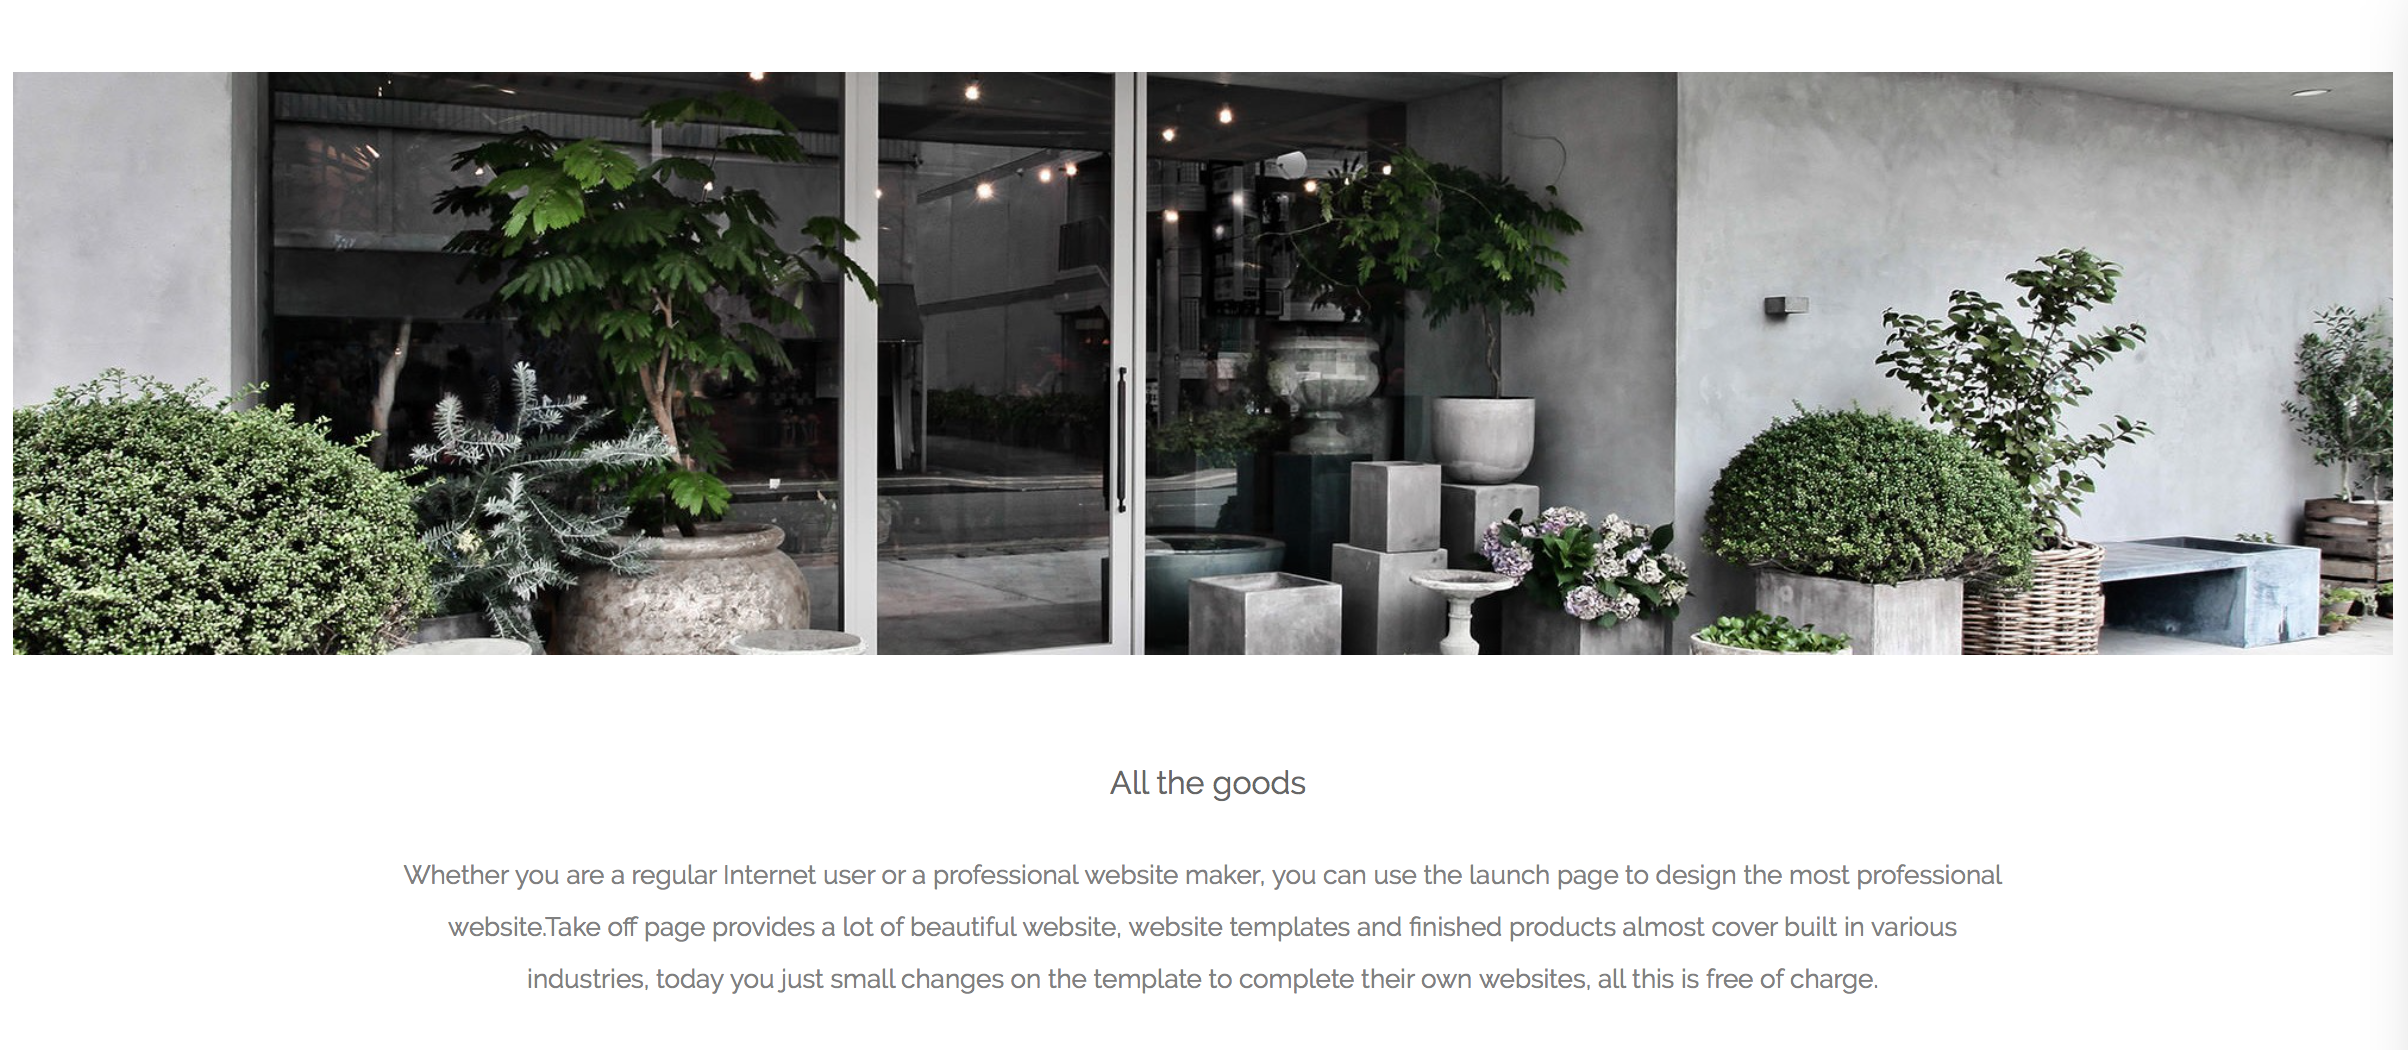 All the goods
Whether you are a regular Internet user or a professional website maker, you can use the launch page to design the most professional
website.Take off page provides a lot of beautiful website, website templates and finished products almost cover built in various
industries, today you just small changes on the template to complete their own websites, all this is free of charge.